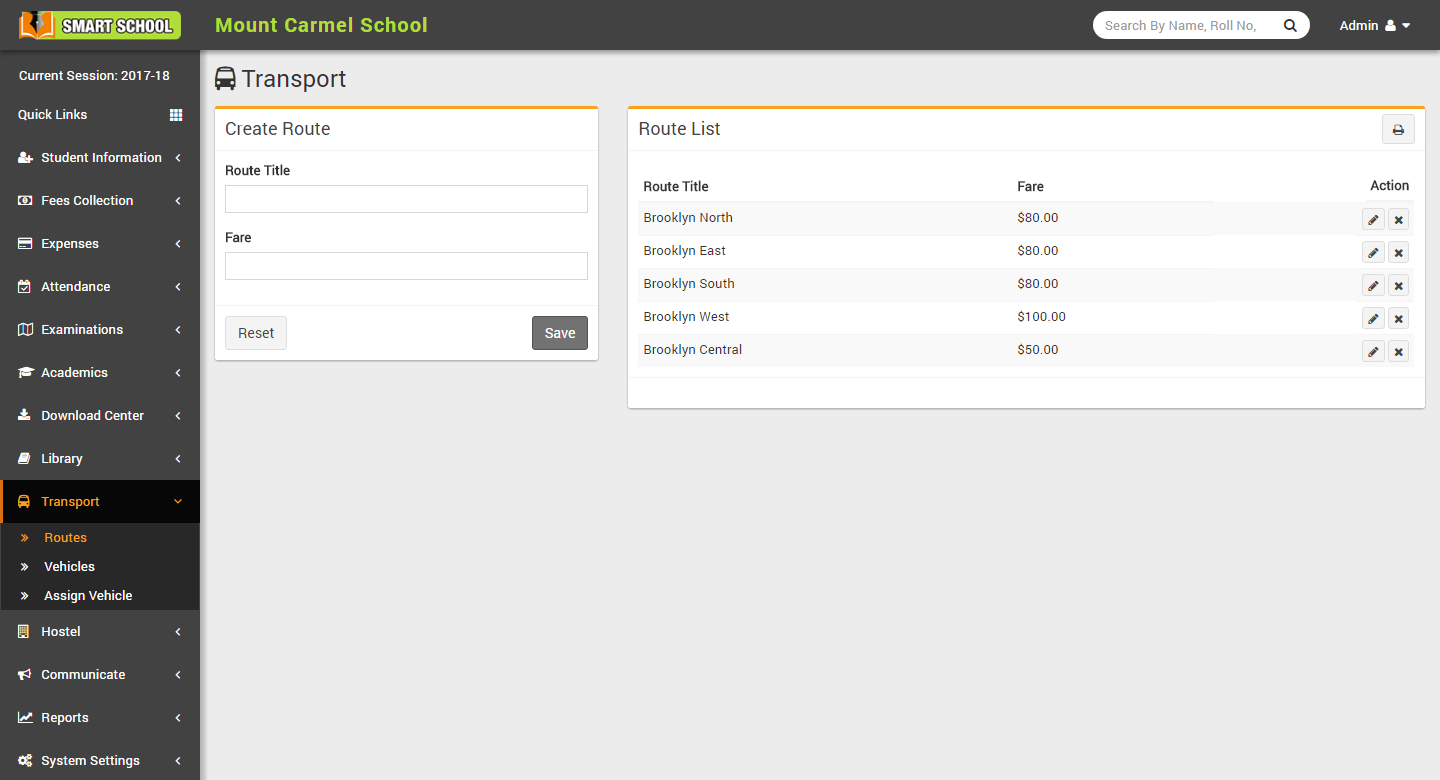 SMART SCHOOL
Mount Carmel School
Search By Name, Roll No,
Admin
Current Session: 2017-18
Quick Links
Student Information
Fees Collection
Expenses
Attendance
Examinations
Academics
Download Center
Library
Transport
Routes
Vehicles
Assign Vehicle
Hostel
Communicate
Reports
System Settings
Transport
Create Route
Route Title
Fare
Reset Save
Route List
Route Title Fare Action
Brooklyn North $80.00
Brooklyn East $80.00
Brooklyn South $80.00
Brooklyn West $100.00
Brooklyn Central $50.00